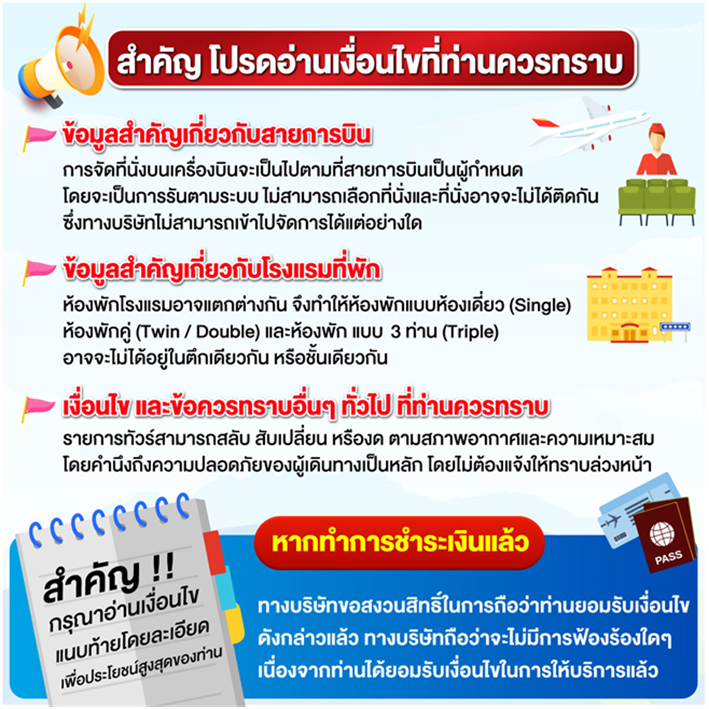 สำคัญ โปรดอ่านเงื่อนไขที่ท่านควรทราบ
ข้อมูลสำคัญเกี่ยวกับสายการบิน
การจัดที่นั่งบนเครื่องบินจะเป็นไปตามที่สายการบินเป็นผู้กำหนด
โดยจะเป็นการรันตามระบบ ไม่สามารถเลือกที่นั่งและที่นั่งอาจจะไม่ได้ติดกัน
ซึ่งทางบริษัทไม่สามารถเข้าไปจัดการได้แต่อย่างใด
ข้อมูลสำคัญเกี่ยวกับโรงแรมที่พัก
ห้องพักโรงแรมอาจแตกต่างกัน จึงทำให้ห้องพักแบบห้องเดี่ยว (Single)
ห้องพักคู่ (Twin / Double) และห้องพัก แบบ 3 ท่าน (Triple)
อาจจะไม่ได้อยู่ในตึกเดียวกัน หรือชั้นเดียวกัน
เงื่อนไข และข้อควรทราบอื่นๆ ทั่วไป ที่ท่านควรทราบ
รายการทัวร์สามารถสลับ สับเปลี่ยน หรืองด ตามสภาพอากาศและความเหมาะสม
โดยคำนึงถึงความปลอดภัยของผู้เดินทางเป็นหลัก โดยไม่ต้องแจ้งให้ทราบล่วงหน้า
สำคัญ !!
กรุณาอ่านเงื่อนไข
แนบท้ายโดยละเอียด
เพื่อประโยชน์สูงสุดของท่าน
หากทำการชำระเงินแล้ว
PASS
ทางบริษัทขอสงวนสิทธิ์ในการถือว่าท่านยอมรับเงื่อนไข
ดังกล่าวแล้ว ทางบริษัทถือว่าจะไม่มีการฟ้องร้องใดๆ
เนื่องจากท่านได้ยอมรับเงื่อนไขในการให้บริการแล้ว